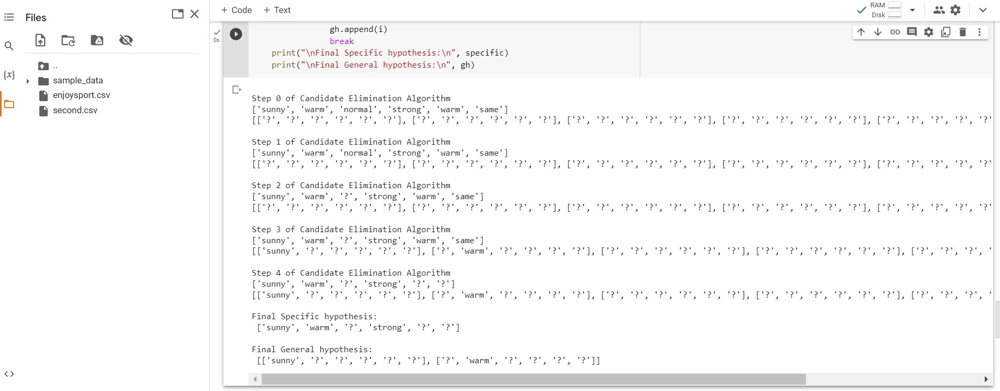 Files
..
sample_data
enjoysport.csv
second.csv
{x}
<>
+ Code + Text
RAM
Disk
0s
gh.append(i)
break
print("\nFinal Specific hypothesis:\n", specific)
print("\nFinal General hypothesis:\n", gh)
Step 0 of Candidate Elimination Algorithm
['sunny', 'warm', 'normal', 'strong', 'warm', 'same']
[['?', '?', '?', '?', '?', '?'], ['?', '?', '?', '?', '?', '?'], ['?', '?', '?', '?', '?', '?'], ['?', '?', '?', '?', '?', '?'], ['?', '?', '?', '?', '?'
Step 1 of Candidate Elimination Algorithm
['sunny', 'warm', 'normal', 'strong', 'warm', 'same']
[['?', '?', '?', '?', '?', '?'], ['?', '?', '?', '?', '?', '?'], ['?', '?', '?', '?', '?', '?'], ['?', '?', '?', '?', '?', '?'], ['?', '?', '?', '?', '?'
Step 2 of Candidate Elimination Algorithm
['sunny', 'warm', '?', 'strong', 'warm', 'same']
[['?', '?', '?', '?', '?', '?'], ['?', '?', '?', '?', '?', '?'], ['?', '?', '?', '?', '?', '?'], ['?', '?', '?', '?', '?', '?'], ['?', '?', '?', '?', '?'
Step 3 of Candidate Elimination Algorithm
['sunny', 'warm', '?', 'strong', 'warm', 'same']
[['sunny', '?', '?', '?', '?', '?'], ['?', 'warm', '?', '?', '?', '?'], ['?', '?', '?', '?', '?', '?'], ['?', '?', '?', '?', '?', '?'], ['?', '?', '?', '
Step 4 of Candidate Elimination Algorithm
['sunny', 'warm', '?', 'strong', '?', '?']
[['sunny', '?', '?', '?', '?', '?'], ['?', 'warm', '?', '?', '?', '?'], ['?', '?', '?', '?', '?', '?'], ['?', '?', '?', '?', '?', '?'], ['?', '?', '?', '
Final Specific hypothesis:
['sunny', 'warm', '?', 'strong', '?', '?']
Final General hypothesis:
[['sunny', '?', '?', '?', '?', '?'], ['?', 'warm', '?', '?', '?', '?']]